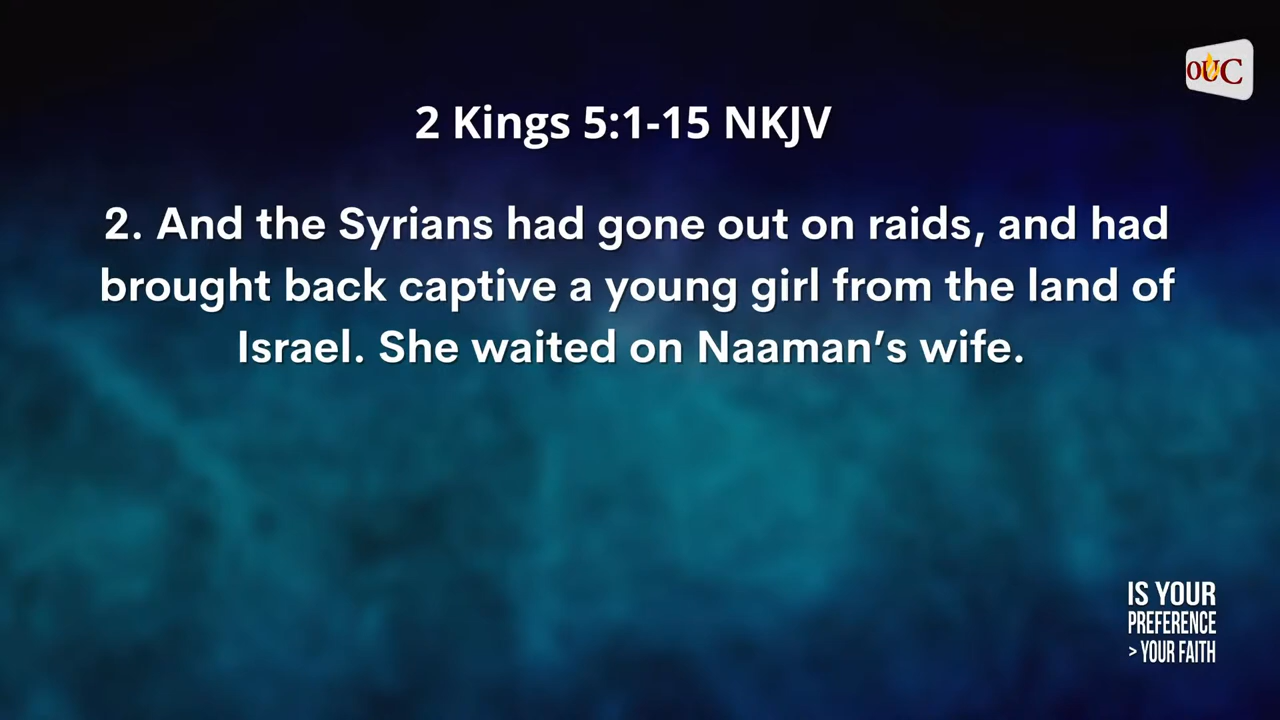 OUC
2 Kings 5:1-15 NKJV
2. And the Syrians had gone out on raids, and had
brought back captive a young girl from the land of
Israel. She waited on Naaman’s wife.
IS YOUR
PREFERENCE
> YOUR FAITH